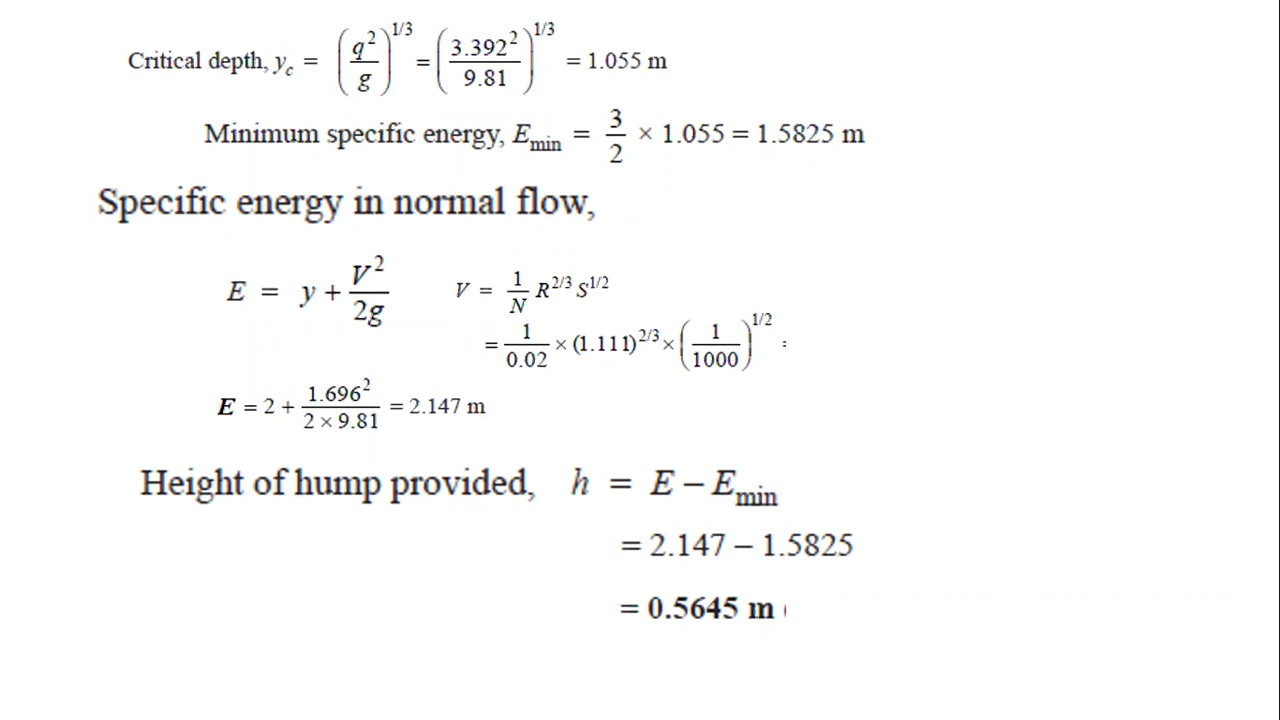 Critical depth, y_c = (q²/g)^1/3 = (3.392²/9.81)^1/3 = 1.055 m
Minimum specific energy, E_min = 3/2 × 1.055 = 1.5825 m
Specific energy in normal flow,
E = y + V²/2g
V = 1/N R^2/3 S^1/2
= 1/0.02 × (1.111)^2/3 × (1/1000)^1/2 =
E = 2 + 1.696²/2 × 9.81 = 2.147 m
Height of hump provided, h = E − E_min
= 2.147 − 1.5825
= 0.5645 m